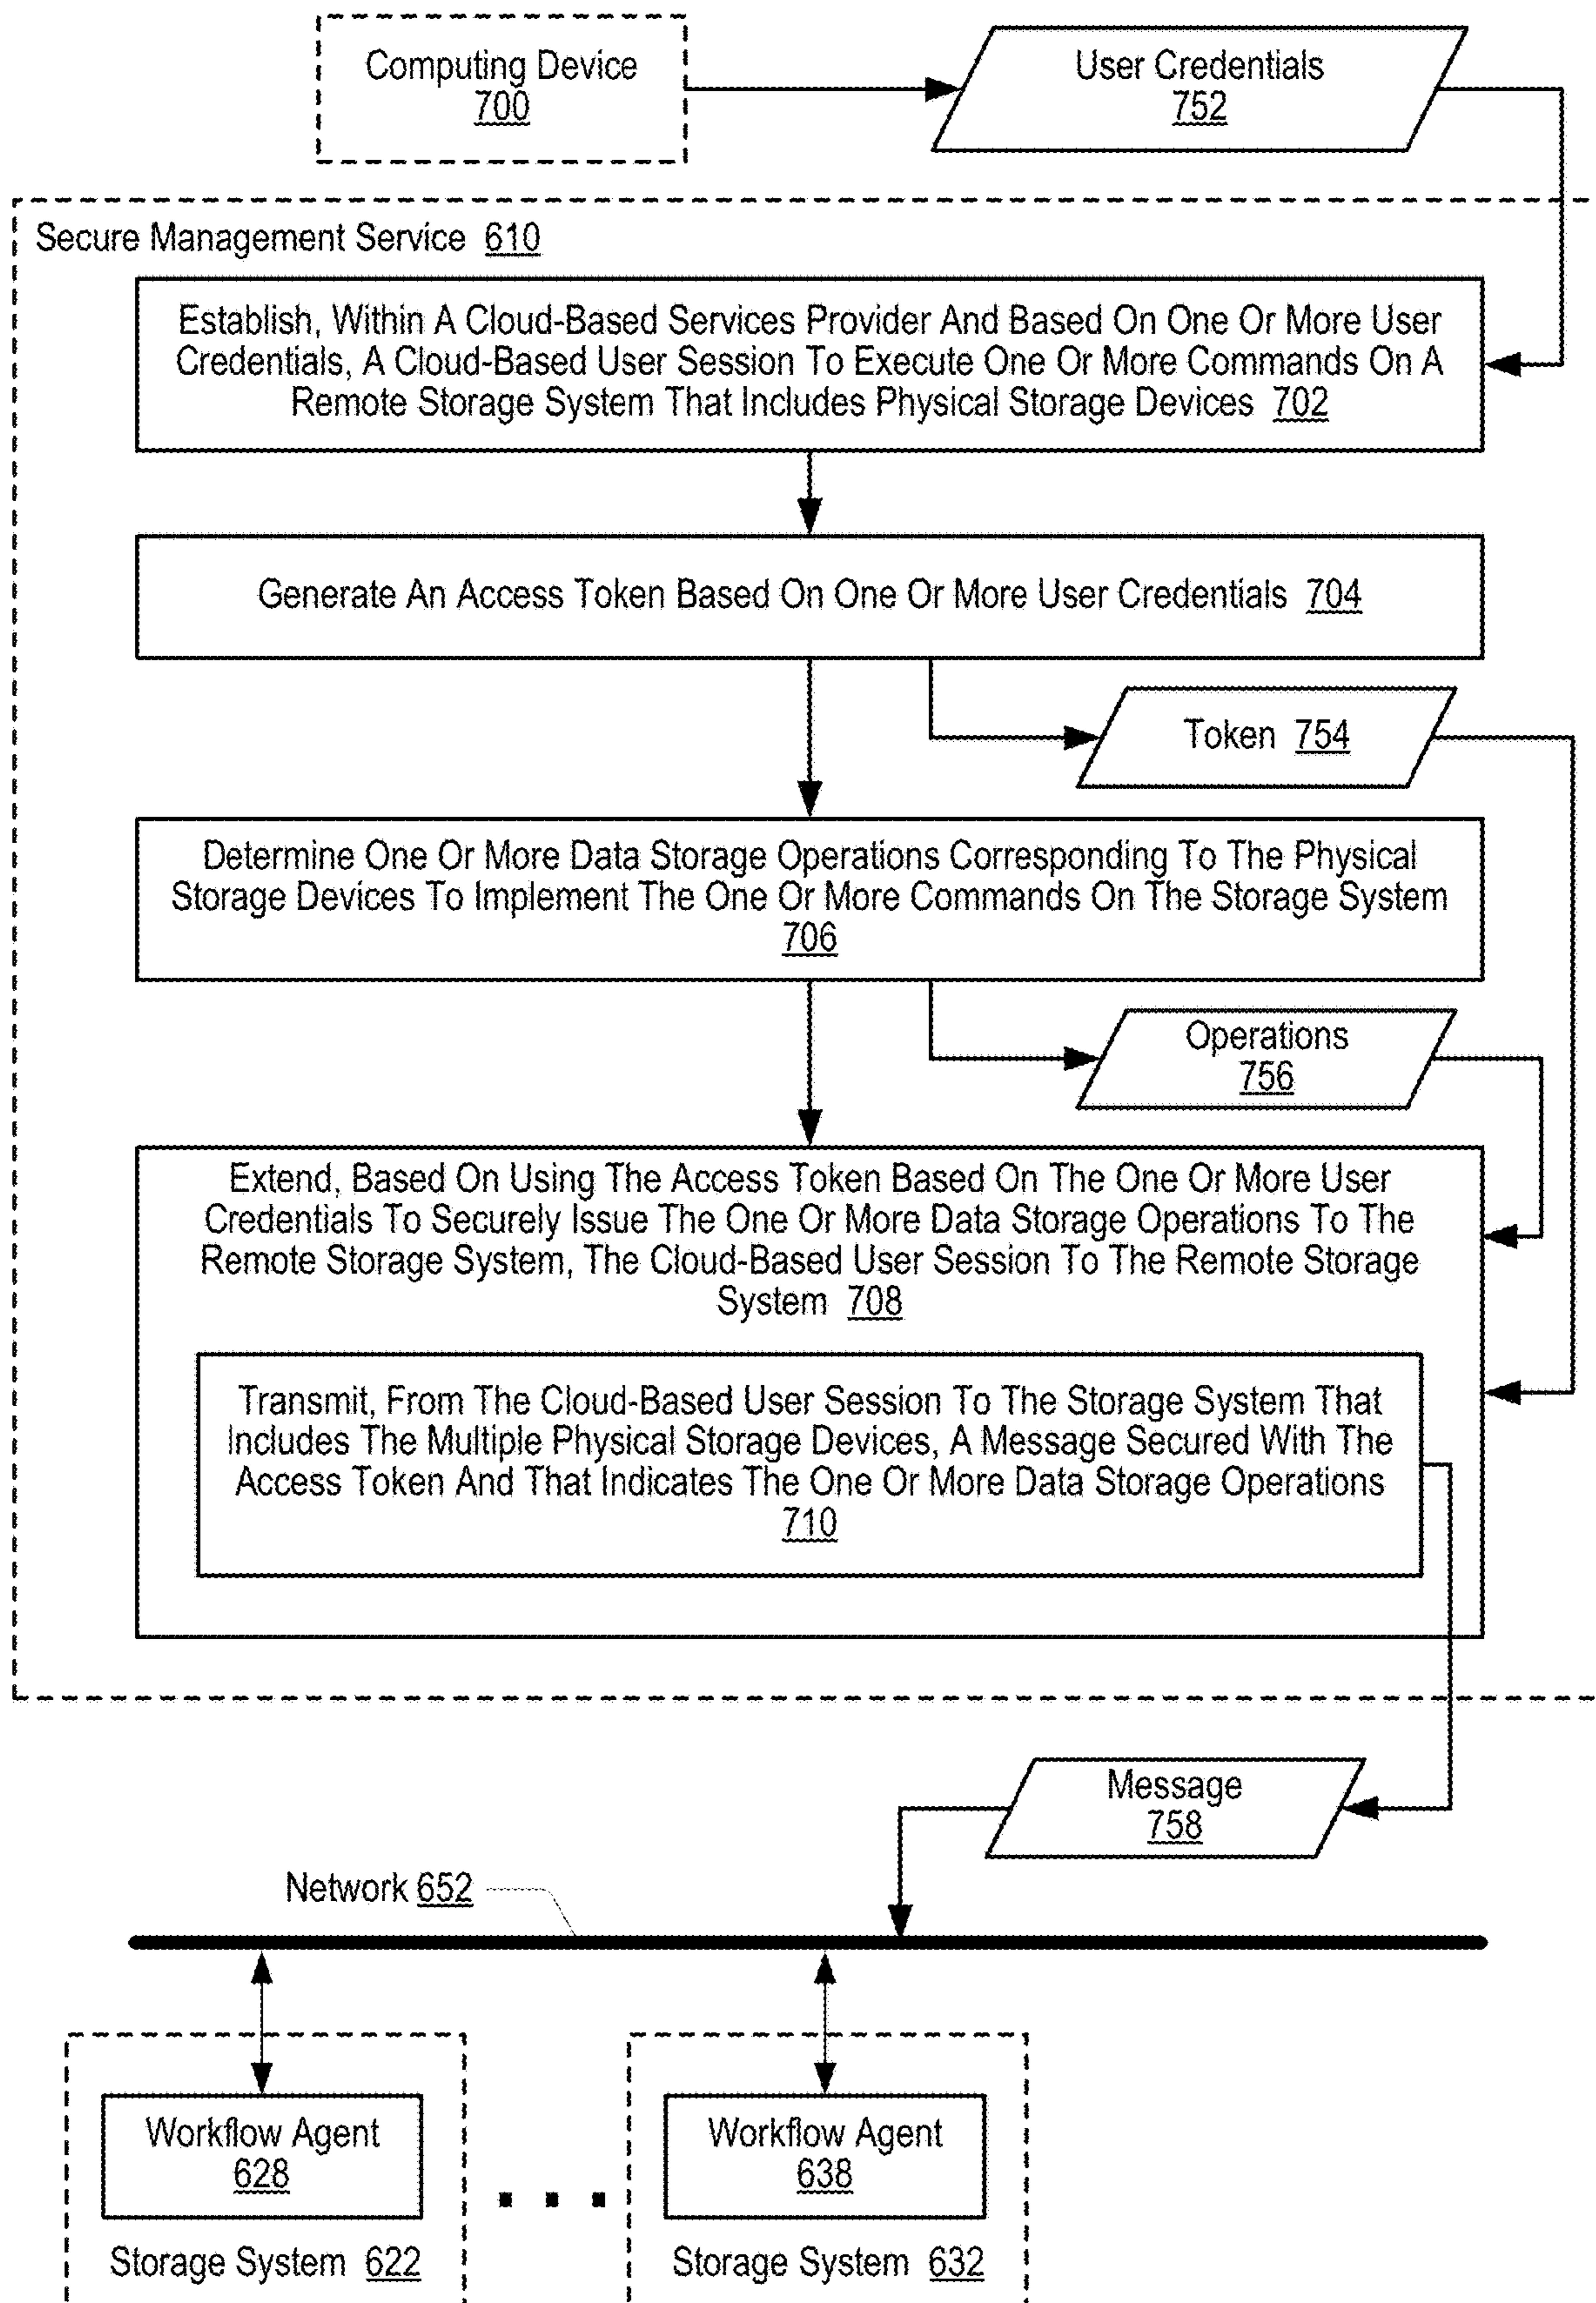 Computing Device
700
User Credentials
752
Secure Management Service 610
Establish, Within A Cloud-Based Services Provider And Based On One Or More User
Credentials, A Cloud-Based User Session To Execute One Or More Commands On A
Remote Storage System That Includes Physical Storage Devices 702
Generate An Access Token Based On One Or More User Credentials 704
Token 754
Determine One Or More Data Storage Operations Corresponding To The Physical
Storage Devices To Implement The One Or More Commands On The Storage System
706
Operations
756
Extend, Based On Using The Access Token Based On The One Or More User
Credentials To Securely Issue The One Or More Data Storage Operations To The
Remote Storage System, The Cloud-Based User Session To The Remote Storage
System 708
Transmit, From The Cloud-Based User Session To The Storage System That
Includes The Multiple Physical Storage Devices, A Message Secured With The
Access Token And That Indicates The One Or More Data Storage Operations
710
Message
758
Network 652
Workflow Agent
628
Storage System 622
Workflow Agent
638
Storage System 632